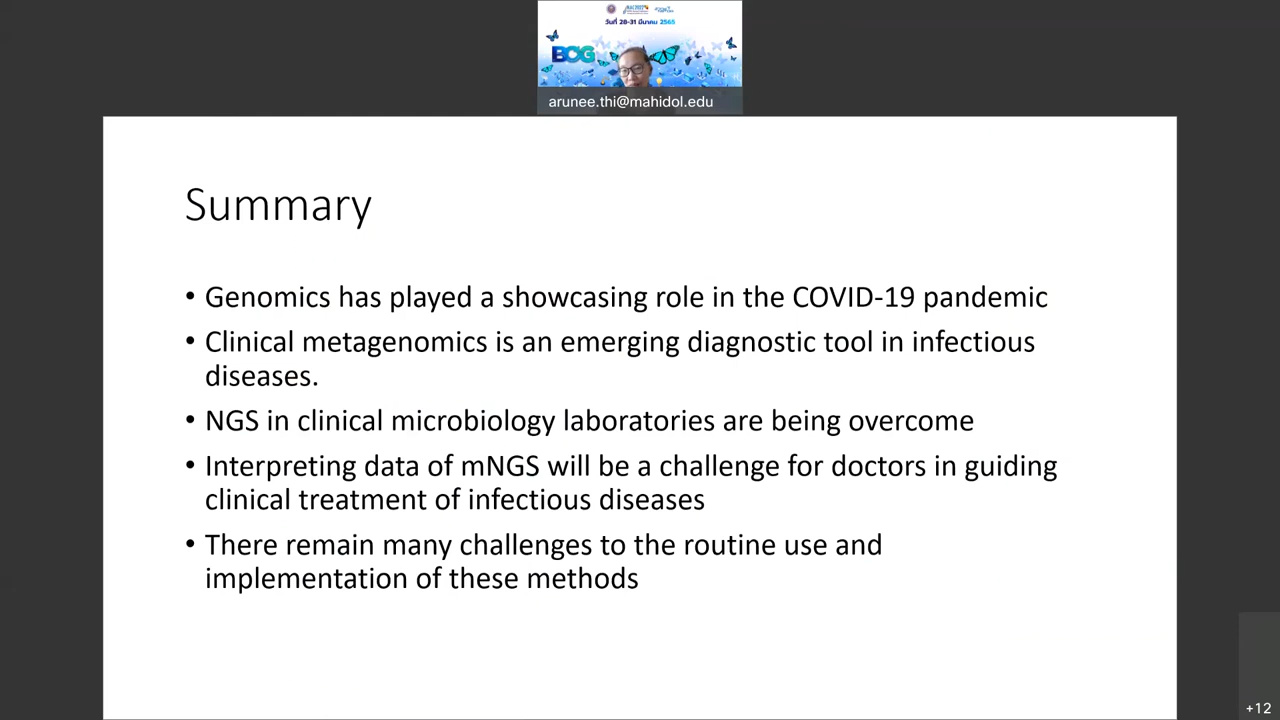 วันที่ 28-31 มีนาคม 2565
BCG
arunee.thi@mahidol.edu
Summary
• Genomics has played a showcasing role in the COVID-19 pandemic
• Clinical metagenomics is an emerging diagnostic tool in infectious
diseases.
• NGS in clinical microbiology laboratories are being overcome
• Interpreting data of mNGS will be a challenge for doctors in guiding
clinical treatment of infectious diseases
• There remain many challenges to the routine use and
implementation of these methods
+12